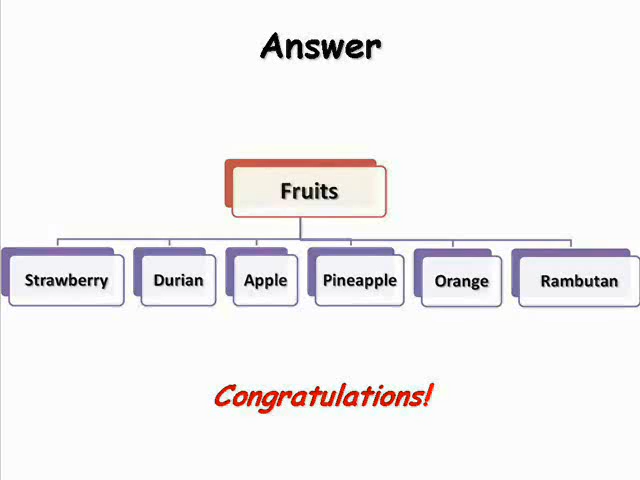 Answer
Fruits
Strawberry Durian Apple Pineapple Orange Rambutan
Congratulations!